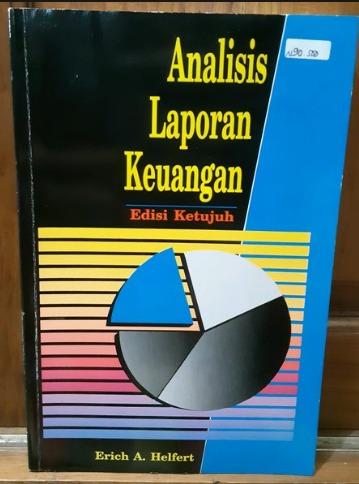 Analisis
Laporan
Keuangan
Edisi Ketujuh
Erich A. Helfert